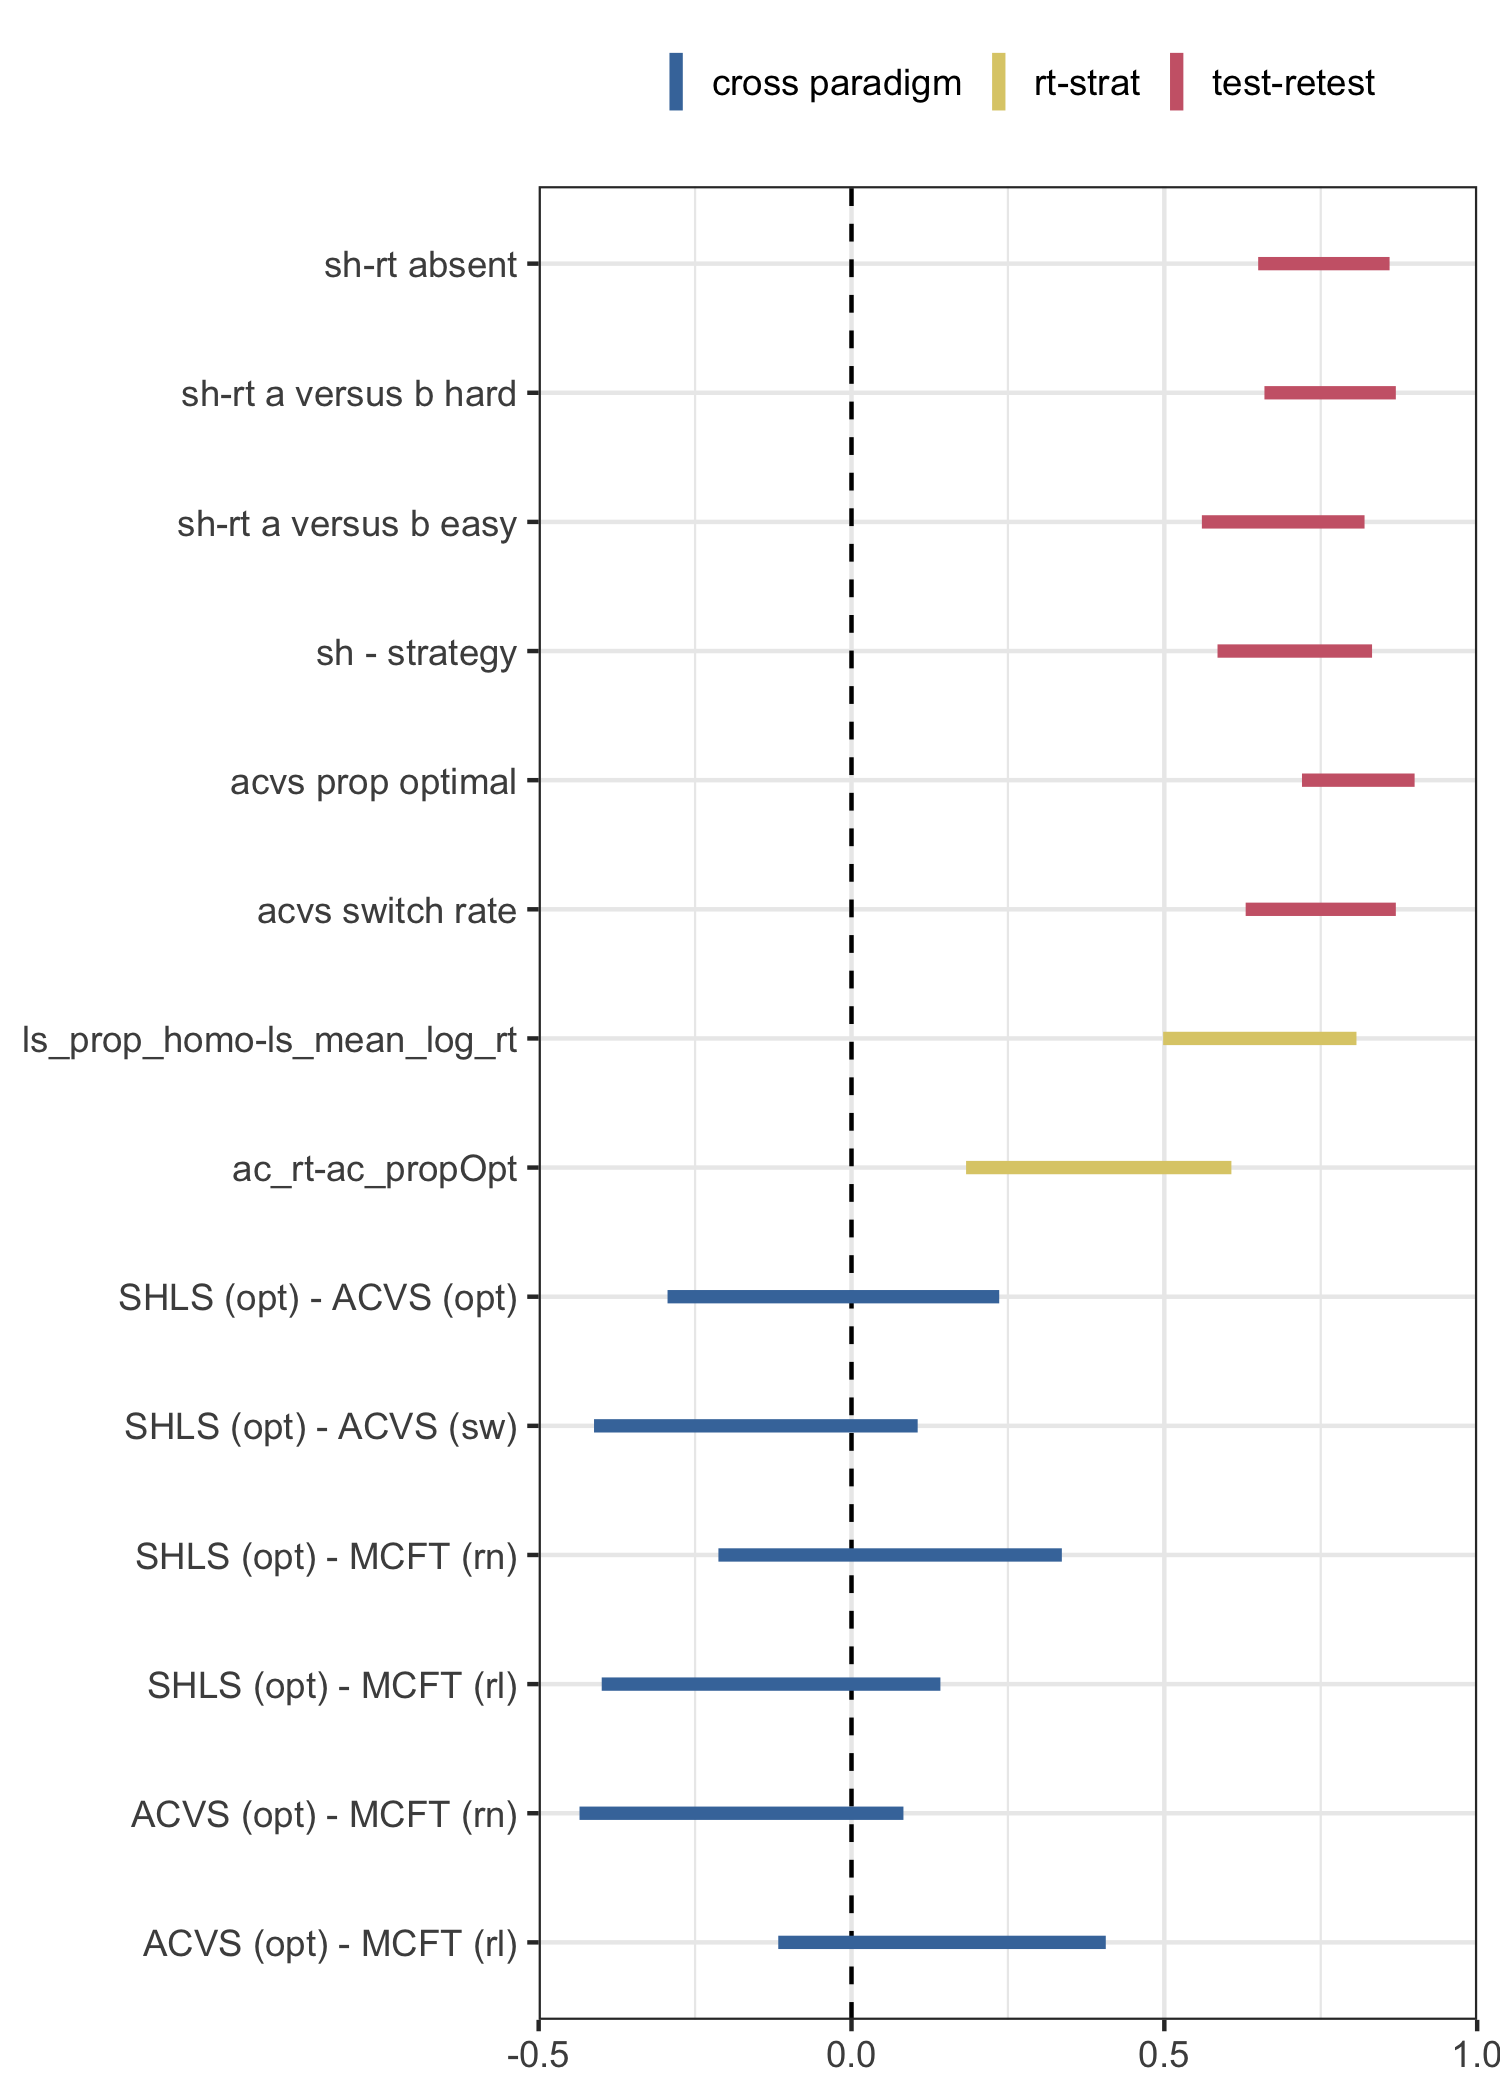 cross paradigm rt-strat test-retest
sh-rt absent
sh-rt a versus b hard
sh-rt a versus b easy
sh - strategy
acvs prop optimal
acvs switch rate
ls_prop_homo-ls_mean_log_rt
ac_rt-ac_propOpt
SHLS (opt) - ACVS (opt)
SHLS (opt) - ACVS (sw)
SHLS (opt) - MCFT (rn)
SHLS (opt) - MCFT (rl)
ACVS (opt) - MCFT (rn)
ACVS (opt) - MCFT (rl)
-0.5 0.0 0.5 1.0